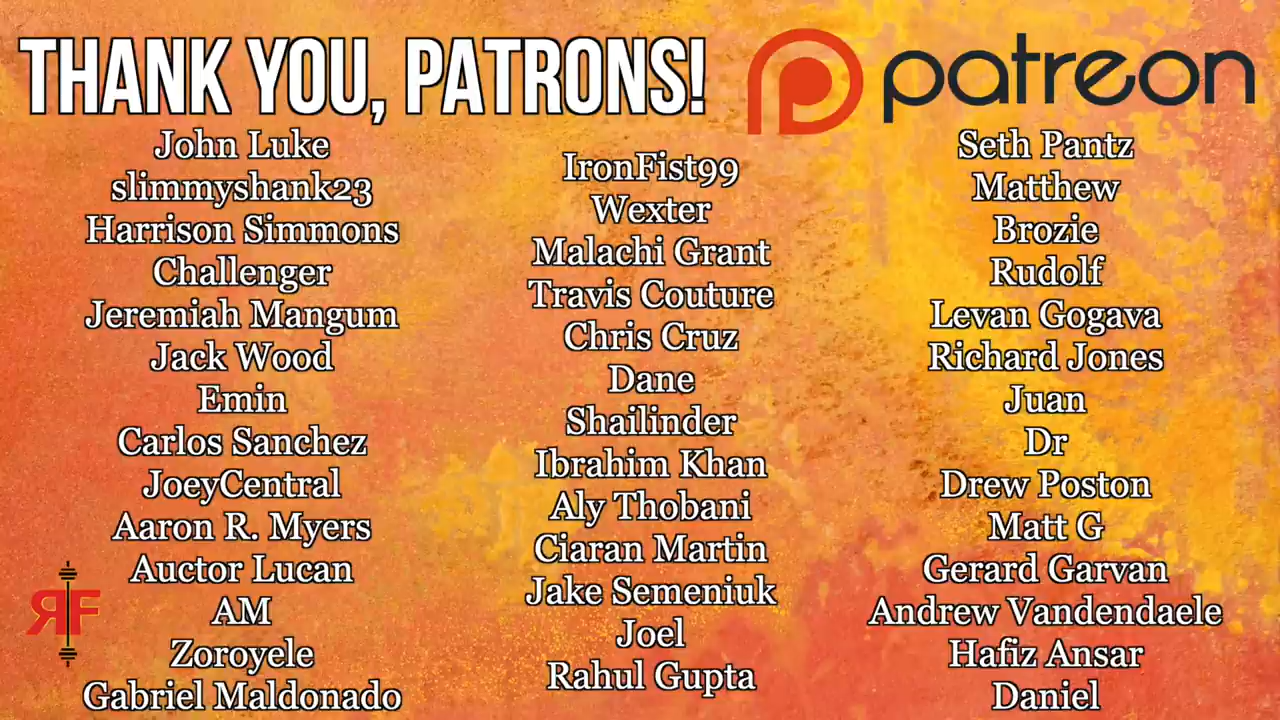 THANK YOU, PATRONS!
patreon
John Luke
slimmyshank23
Harrison Simmons
Challenger
Jeremiah Mangum
Jack Wood
Emin
Carlos Sanchez
JoeyCentral
Aaron R. Myers
Auctor Lucan
AM
Zoroyele
Gabriel Maldonado
IronFist99
Wexter
Malachi Grant
Travis Couture
Chris Cruz
Dane
Shailinder
Ibrahim Khan
Aly Thobani
Ciaran Martin
Jake Semeniuk
Joel
Rahul Gupta
Seth Pantz
Matthew
Brozie
Rudolf
Levan Gogava
Richard Jones
Juan
Dr
Drew Poston
Matt G
Gerard Garvan
Andrew Vandendaele
Hafiz Ansar
Daniel
RF